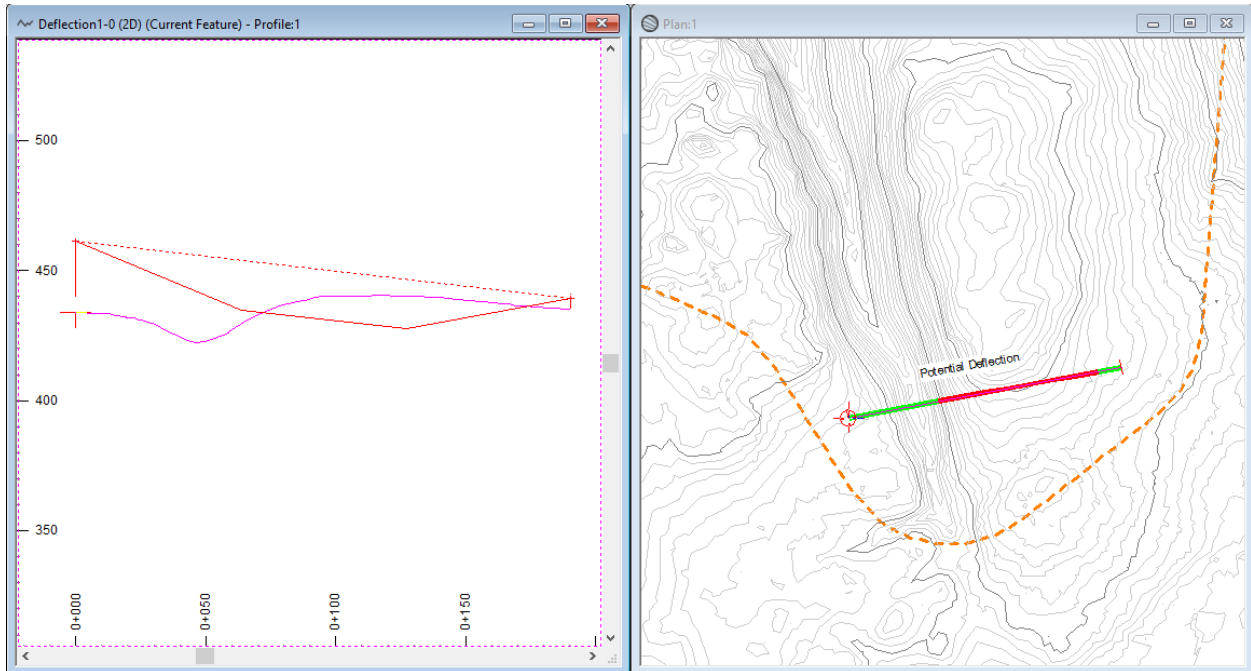 Deflection1-0 (2D) (Current Feature) - Profile:1
500
450
400
350
0+000
0+050
0+100
0+150
Plan:1
Potential Deflection